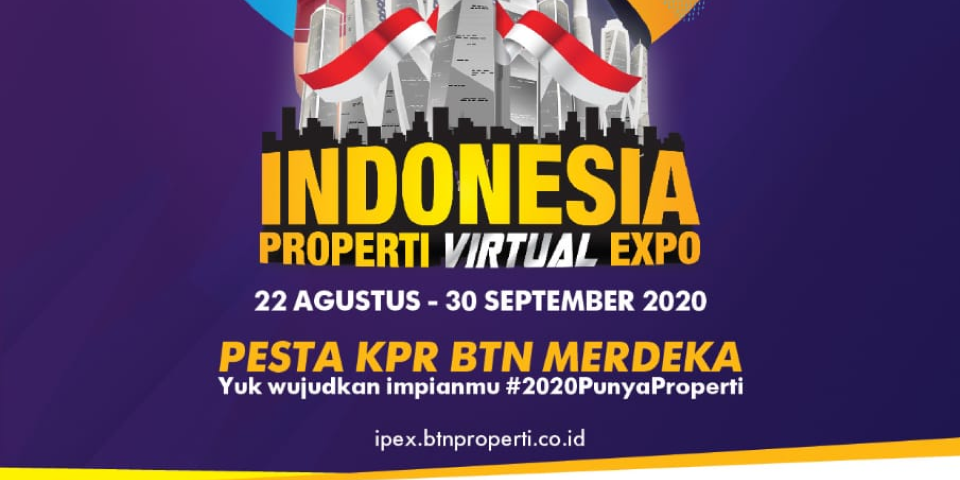 INDONESIA
PROPERTI VIRTUAL EXPO
22 AGUSTUS - 30 SEPTEMBER 2020
PESTA KPR BTN MERDEKA
Yuk wujudkan impianmu #2020PunyaProperti
ipex.btnproperti.co.id